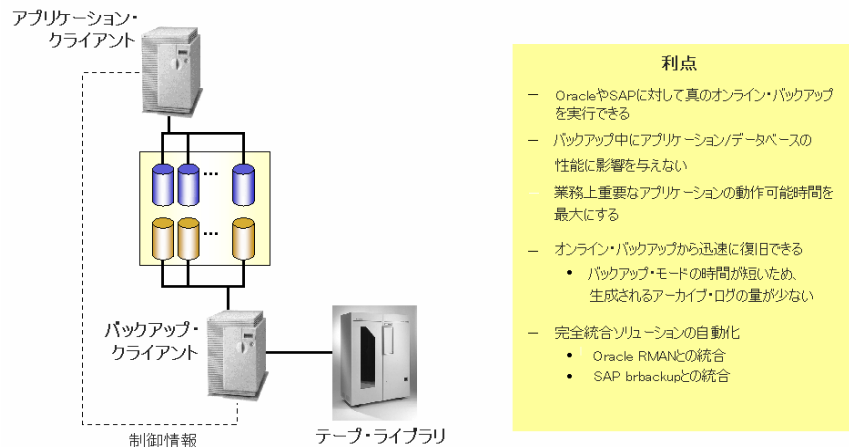 アプリケーション・
クライアント
バックアップ・
クライアント
制御情報
テープ・ライブラリ
利点
– OracleやSAPに対して真のオンライン・バックアップ
を実行できる
– バックアップ中にアプリケーション/データベースの
性能に影響を与えない
業務上重要なアプリケーションの動作可能時間を
最大にする
– オンライン・バックアップから迅速に復旧できる
• バックアップ・モードの時間が短いため、
生成されるアーカイブ・ログの量が少ない
– 完全統合ソリューションの自動化
• Oracle RMANとの統合
• SAP brbackupとの統合